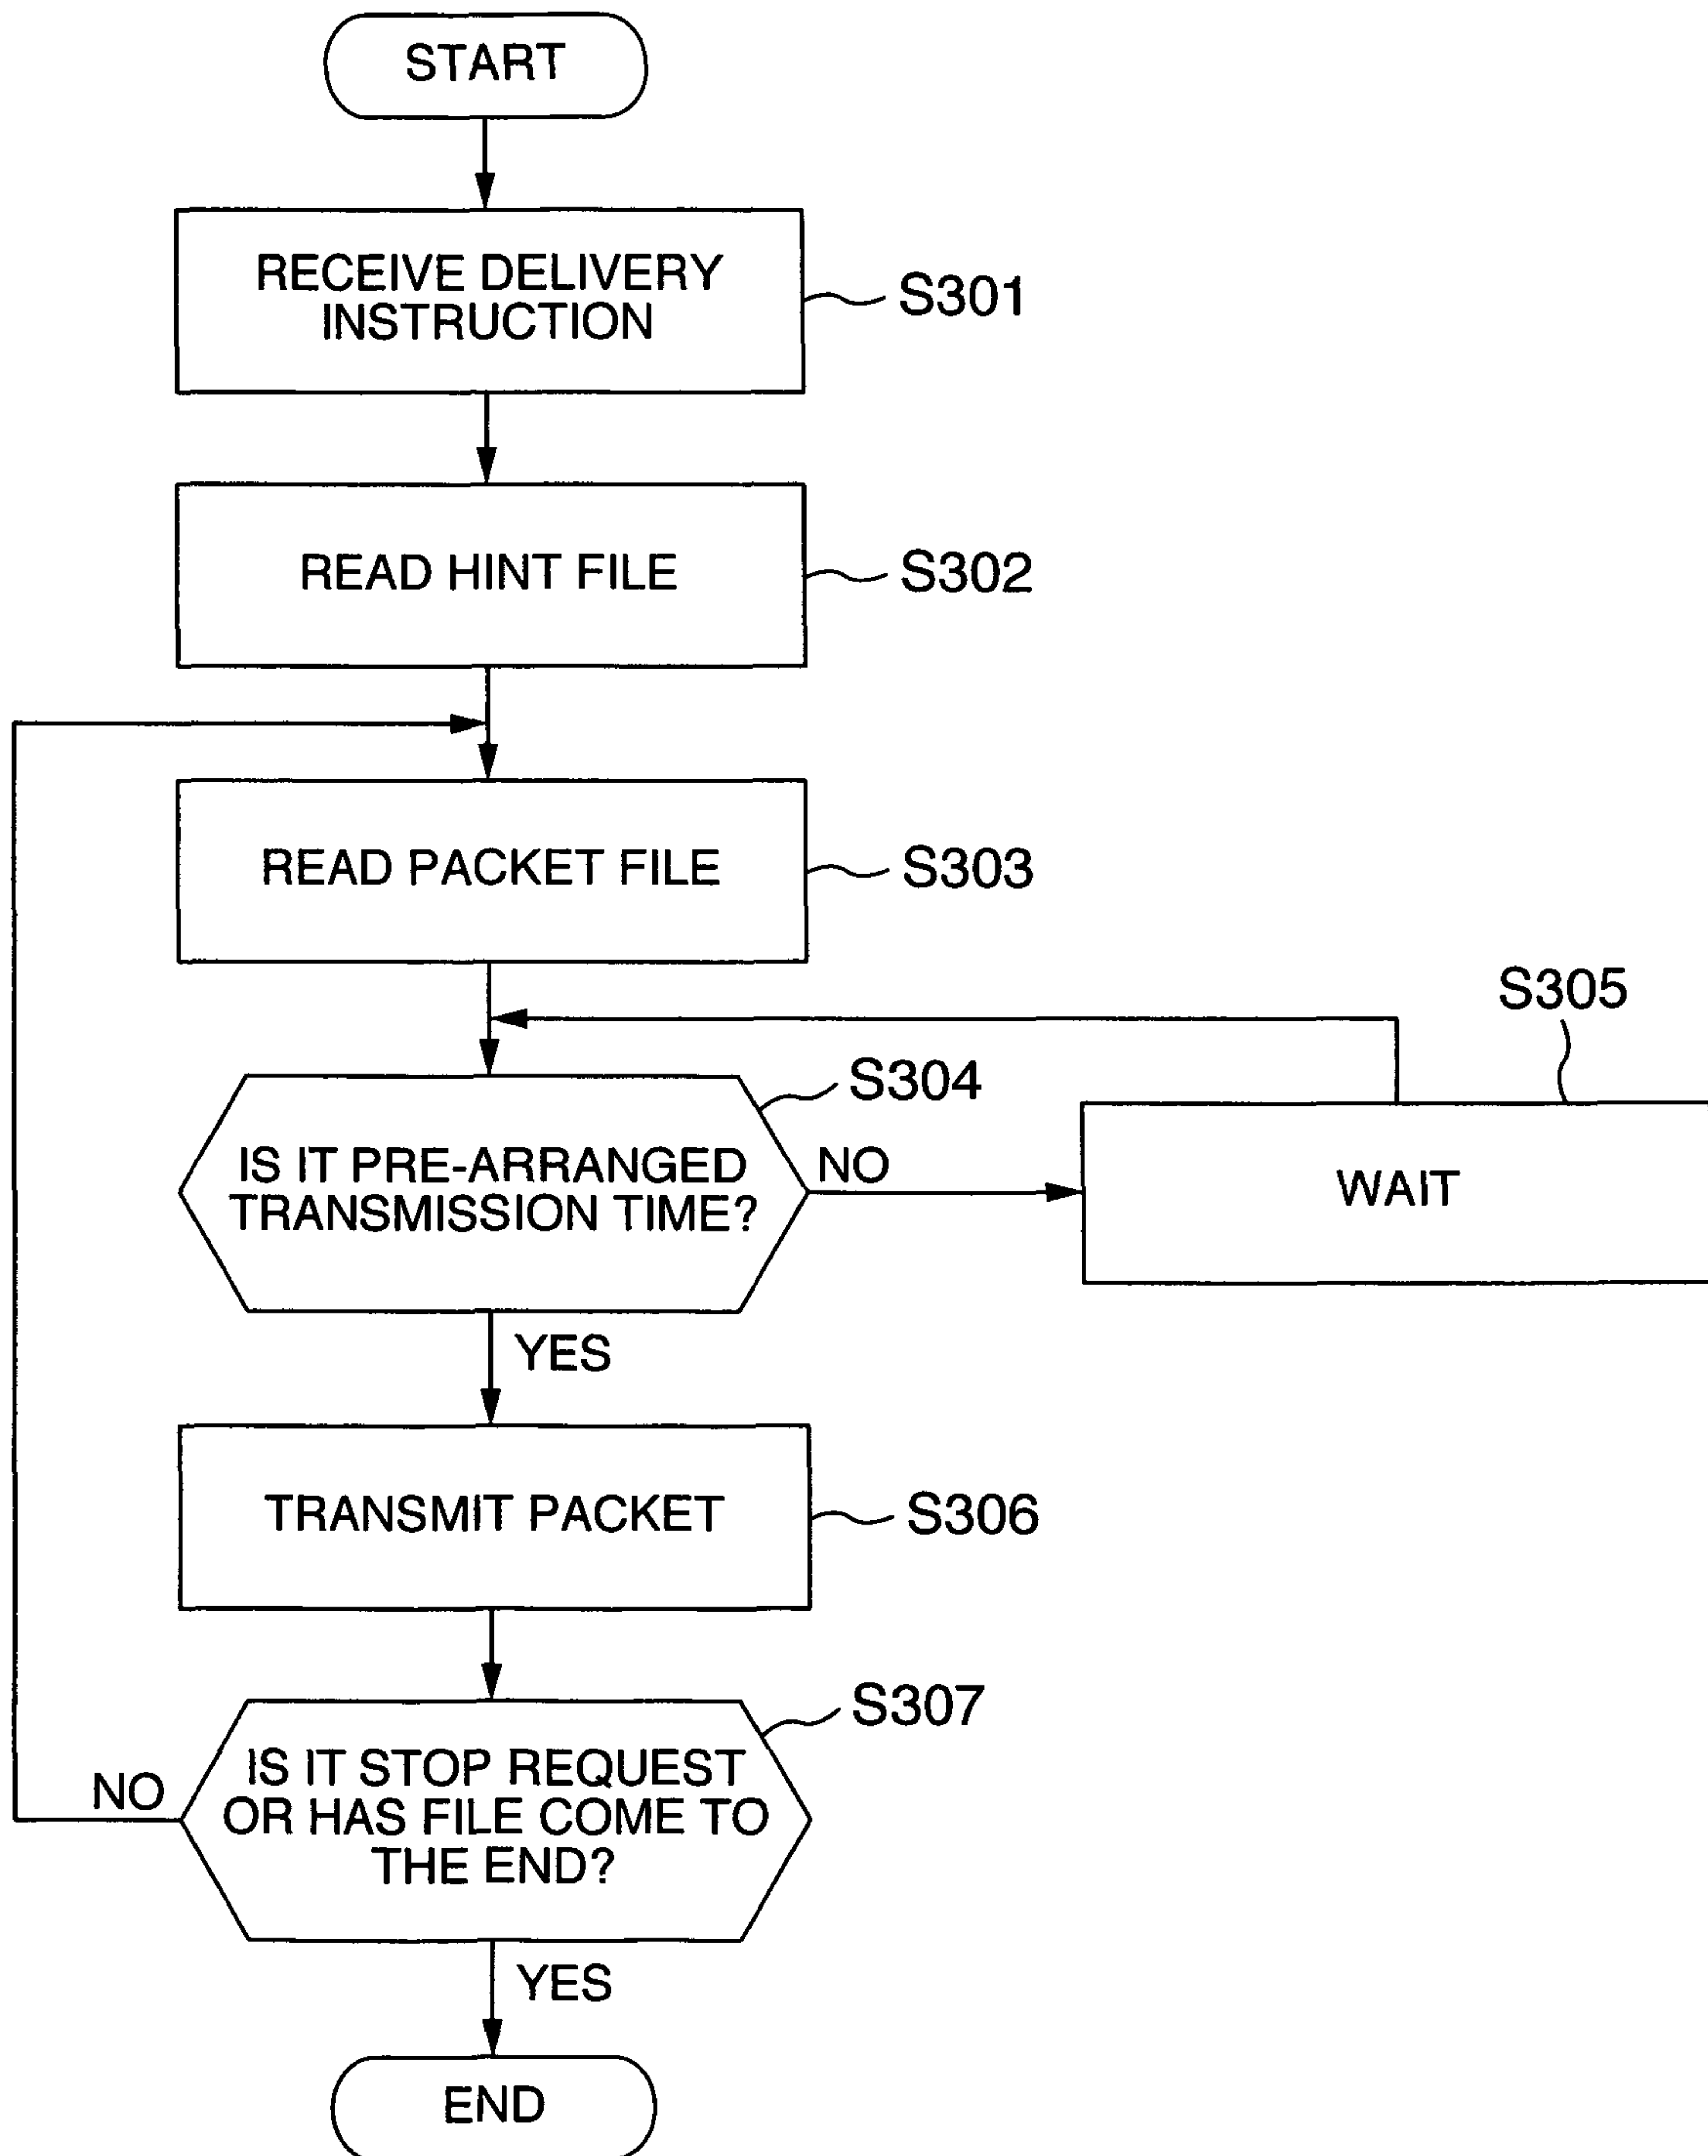 START
RECEIVE DELIVERY
INSTRUCTION
S301
READ HINT FILE
S302
READ PACKET FILE
S303
S305
S304
IS IT PRE-ARRANGED
TRANSMISSION TIME?
NO
WAIT
YES
TRANSMIT PACKET
S306
S307
IS IT STOP REQUEST
OR HAS FILE COME TO
THE END?
NO
YES
END